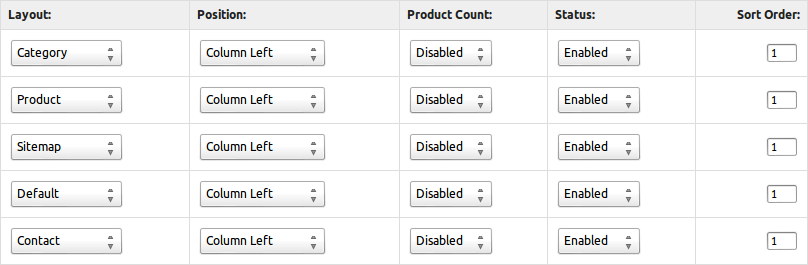 Layout: Position: Product Count: Status: Sort Order:
Category Column Left Disabled Enabled 1
Product Column Left Disabled Enabled 1
Sitemap Column Left Disabled Enabled 1
Default Column Left Disabled Enabled 1
Contact Column Left Disabled Enabled 1